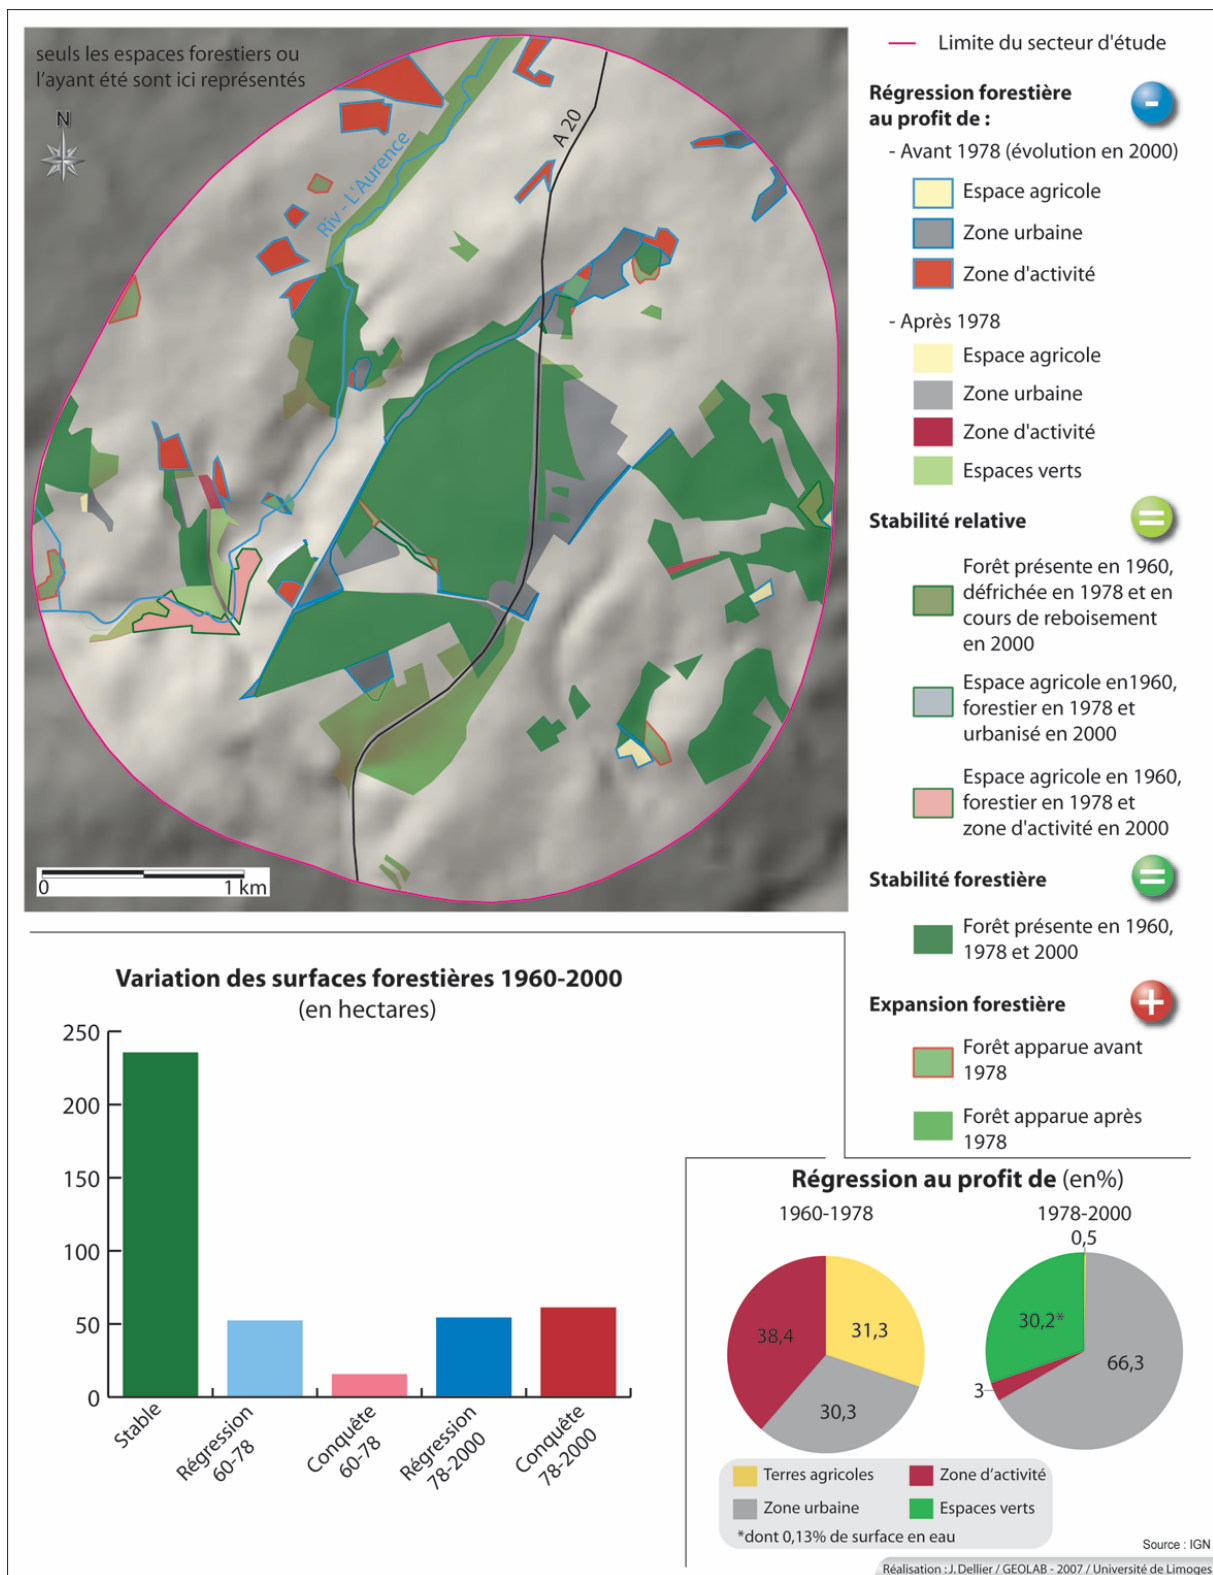 seuls les espaces forestiers ou
l'ayant été sont ici représentés
N
Riv - L'Aurence
A 20
0
1 km
Limite du secteur d'étude
Régression forestière
au profit de :
-
- Avant 1978 (évolution en 2000)
Espace agricole
Zone urbaine
Zone d'activité
- Après 1978
Espace agricole
Zone urbaine
Zone d'activité
Espaces verts
Stabilité relative
=
Forêt présente en 1960,
défrichée en 1978 et en
cours de reboisement
en 2000
Espace agricole en1960,
forestier en 1978 et
urbanisé en 2000
Espace agricole en 1960,
forestier en 1978 et
zone d'activité en 2000
Stabilité forestière
=
Forêt présente en 1960,
1978 et 2000
Expansion forestière
+
Forêt apparue avant
1978
Forêt apparue après
1978
Variation des surfaces forestières 1960-2000
(en hectares)
250
200
150
100
50
0
Stable
Régression
60-78
Conquête
60-78
Régression
78-2000
Conquête
78-2000
Régression au profit de (en%)
1960-1978
38,4
31,3
30,3
1978-2000
0,5
30,2*
66,3
3
Terres agricoles
Zone d'activité
Zone urbaine
Espaces verts
*dont 0,13% de surface en eau
Source : IGN
Réalisation : J. Dellier / GEOLAB - 2007 / Université de Limoges